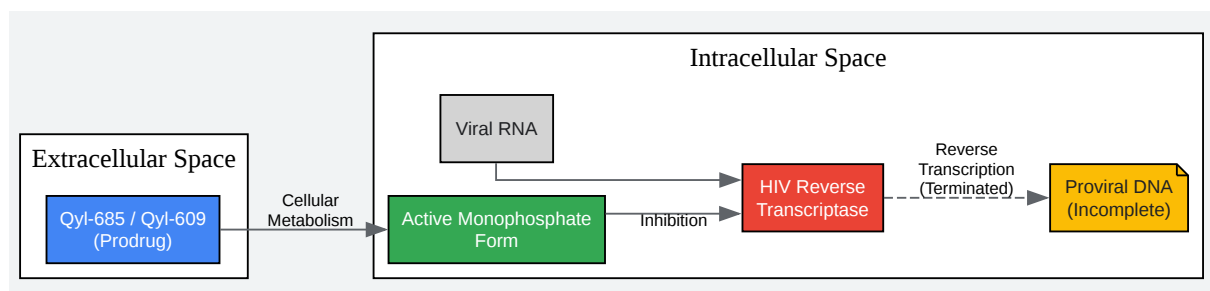 Intracellular Space
Viral RNA
Extracellular Space
Qyl-685 / Qyl-609
(Prodrug)
Cellular
Metabolism
Active Monophosphate
Form
Inhibition
HIV Reverse
Transcriptase
Reverse
Transcription
(Terminated)
Proviral DNA
(Incomplete)